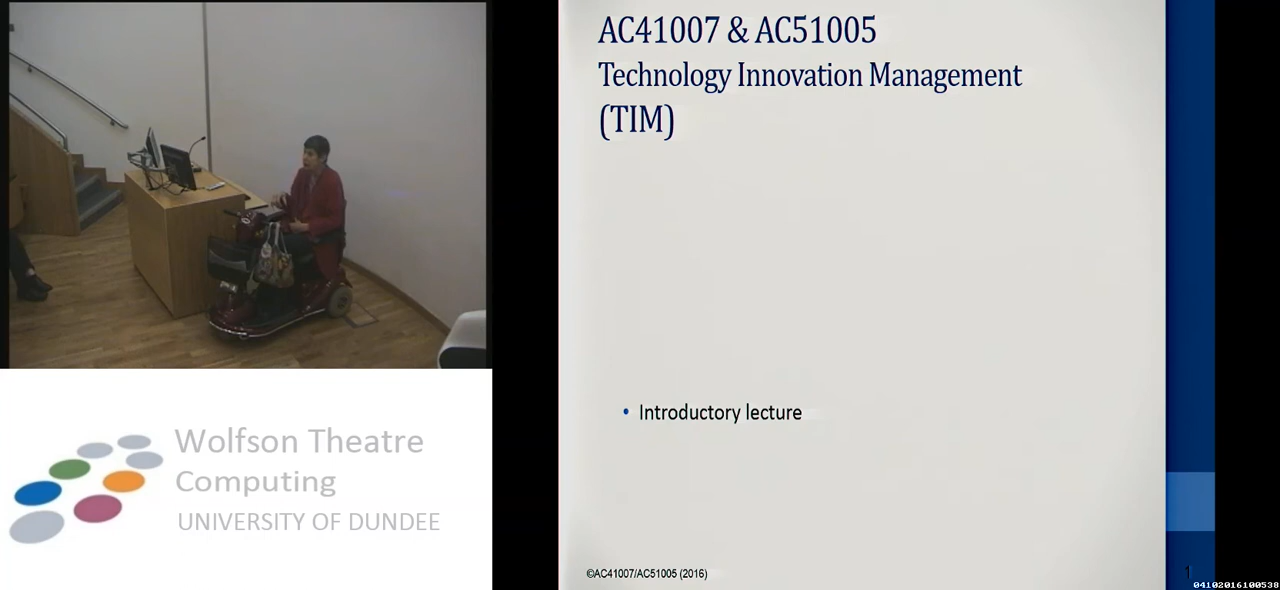 AC41007 & AC51005
Technology Innovation Management
(TIM)
• Introductory lecture
©AC41007/AC51005 (2016)
1
04102016100538
Wolfson Theatre
Computing
UNIVERSITY OF DUNDEE